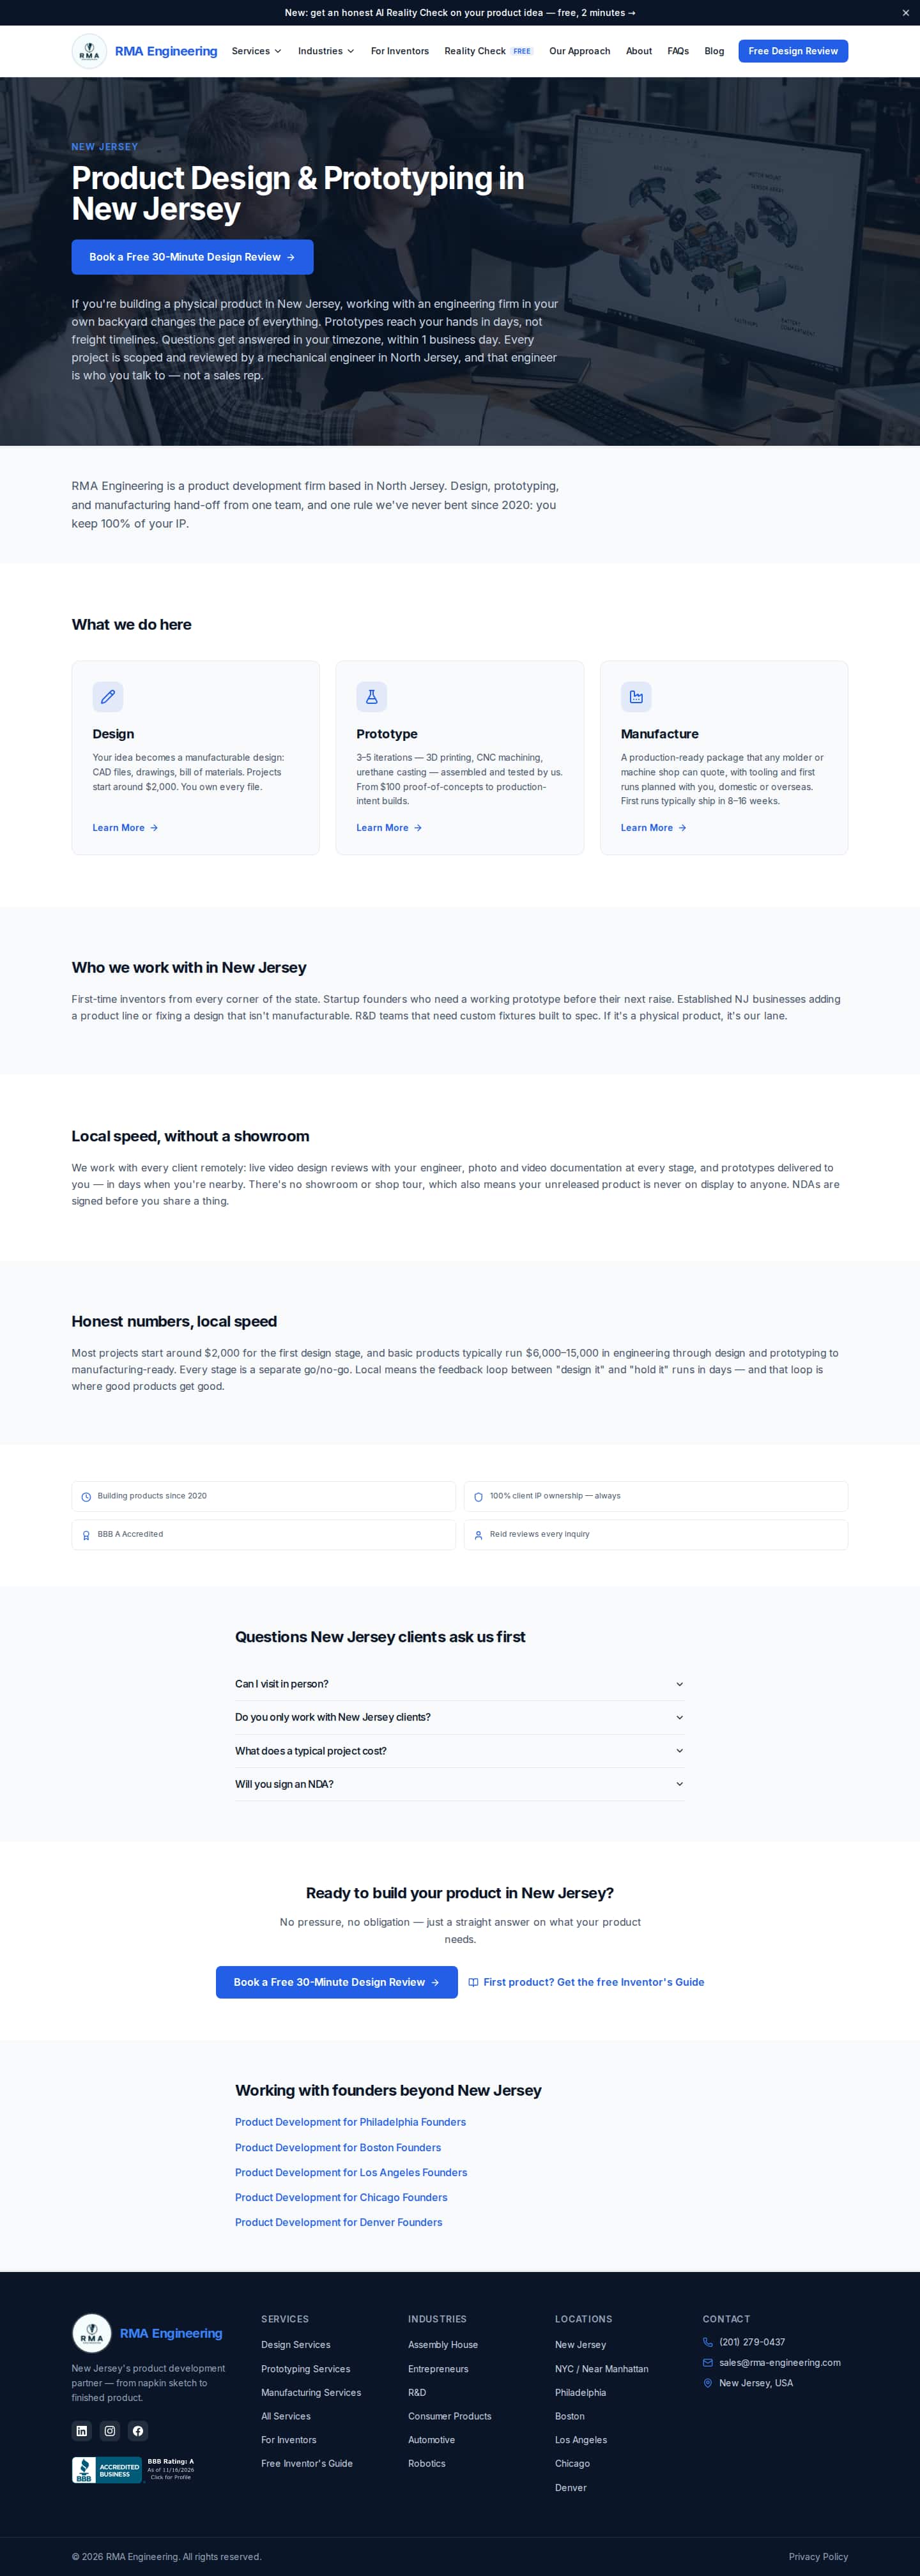 New: get an honest AI Reality Check on your product idea — free, 2 minutes →
RMA
RMA Engineering
Services
Industries
For Inventors
Reality Check FREE
Our Approach
About
FAQs
Blog
Free Design Review
NEW JERSEY
Product Design & Prototyping in
New Jersey
Book a Free 30-Minute Design Review →
If you're building a physical product in New Jersey, working with an engineering firm in your
own backyard changes the pace of everything. Prototypes reach your hands in days, not
freight timelines. Questions get answered in your timezone, within 1 business day. Every
project is scoped and reviewed by a mechanical engineer in North Jersey, and that engineer
is who you talk to — not a sales rep.
RMA Engineering is a product development firm based in North Jersey. Design, prototyping,
and manufacturing hand-off from one team, and one rule we've never bent since 2020: you
keep 100% of your IP.
What we do here
Design
Your idea becomes a manufacturable design:
CAD files, drawings, bill of materials. Projects
start around $2,000. You own every file.
Learn More →
Prototype
3–5 iterations — 3D printing, CNC machining,
urethane casting — assembled and tested by us.
From $100 proof-of-concepts to production-
intent builds.
Learn More →
Manufacture
A production-ready package that any molder or
machine shop can quote, with tooling and first
runs planned with you, domestic or overseas.
First runs typically ship in 8–16 weeks.
Learn More →
Who we work with in New Jersey
First-time inventors from every corner of the state. Startup founders who need a working prototype before their next raise. Established NJ businesses adding
a product line or fixing a design that isn't manufacturable. R&D teams that need custom fixtures built to spec. If it's a physical product, it's our lane.
Local speed, without a showroom
We work with every client remotely: live video design reviews with your engineer, photo and video documentation at every stage, and prototypes delivered to
you — in days when you're nearby. There's no showroom or shop tour, which also means your unreleased product is never on display to anyone. NDAs are
signed before you share a thing.
Honest numbers, local speed
Most projects start around $2,000 for the first design stage, and basic products typically run $6,000–15,000 in engineering through design and prototyping to
manufacturing-ready. Every stage is a separate go/no-go. Local means the feedback loop between "design it" and "hold it" runs in days — and that loop is
where good products get good.
Building products since 2020
100% client IP ownership — always
BBB A Accredited
Reid reviews every inquiry
Questions New Jersey clients ask us first
Can I visit in person?
Do you only work with New Jersey clients?
What does a typical project cost?
Will you sign an NDA?
Ready to build your product in New Jersey?
No pressure, no obligation — just a straight answer on what your product
needs.
Book a Free 30-Minute Design Review →
First product? Get the free Inventor's Guide
Working with founders beyond New Jersey
Product Development for Philadelphia Founders
Product Development for Boston Founders
Product Development for Los Angeles Founders
Product Development for Chicago Founders
Product Development for Denver Founders
RMA
RMA Engineering
New Jersey's product development
partner — from napkin sketch to
finished product.
BBB
ACCREDITED
BUSINESS
BBB Rating: A
As of 11/16/2026
Click for Profile
SERVICES
Design Services
Prototyping Services
Manufacturing Services
All Services
For Inventors
Free Inventor's Guide
INDUSTRIES
Assembly House
Entrepreneurs
R&D
Consumer Products
Automotive
Robotics
LOCATIONS
New Jersey
NYC / Near Manhattan
Philadelphia
Boston
Los Angeles
Chicago
Denver
CONTACT
(201) 279-0437
sales@rma-engineering.com
New Jersey, USA
© 2026 RMA Engineering. All rights reserved.
Privacy Policy